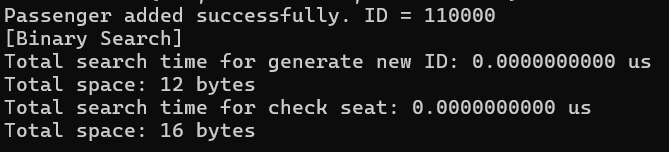 Passenger added successfully. ID = 110000
[Binary Search]
Total search time for generate new ID: 0.0000000000 us
Total space: 12 bytes
Total search time for check seat: 0.0000000000 us
Total space: 16 bytes